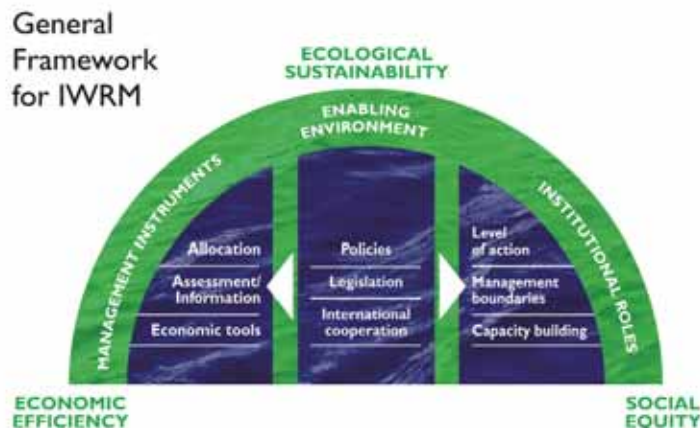 General
Framework
for IWRM
ECOLOGICAL
SUSTAINABILITY
ENABLING
ENVIRONMENT
MANAGEMENT INSTRUMENTS
INSTITUTIONAL ROLES
Allocation
Assessment/
Information
Economic tools
Policies
Legislation
International
cooperation
Level
of action
Management
boundaries
Capacity building
ECONOMIC
EFFICIENCY
SOCIAL
EQUITY